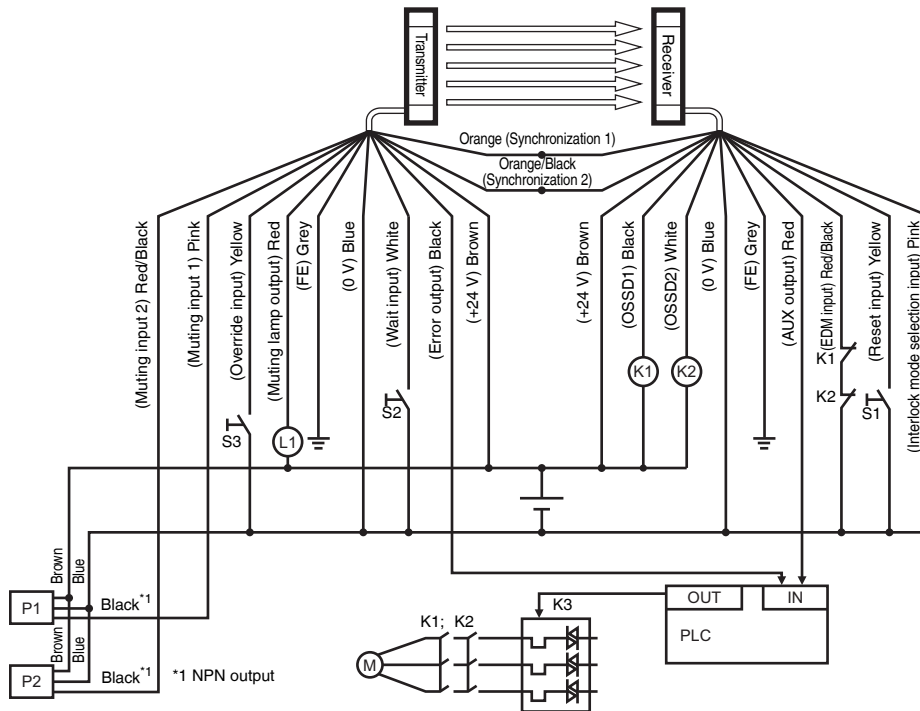 Transmitter
Receiver
Orange (Synchronization 1)
Orange/Black
(Synchronization 2)
(Muting input 2) Red/Black
(Muting input 1) Pink
(Override input) Yellow
(Muting lamp output) Red
(FE) Grey
(0 V) Blue
(Wait input) White
(Error output) Black
(+24 V) Brown
(+24 V) Brown
(OSSD1) Black
(OSSD2) White
(0 V) Blue
(FE) Grey
(AUX output) Red
(EDM input) Red/Black
(Reset input) Yellow
(Interlock mode selection input) Pink
K1
K2
K1
K2
S3
L1
S2
S1
Brown
Blue
P1
Black*1
Brown
Blue
P2
Black*1
*1 NPN output
K1; K2
K3
M
OUT
IN
PLC